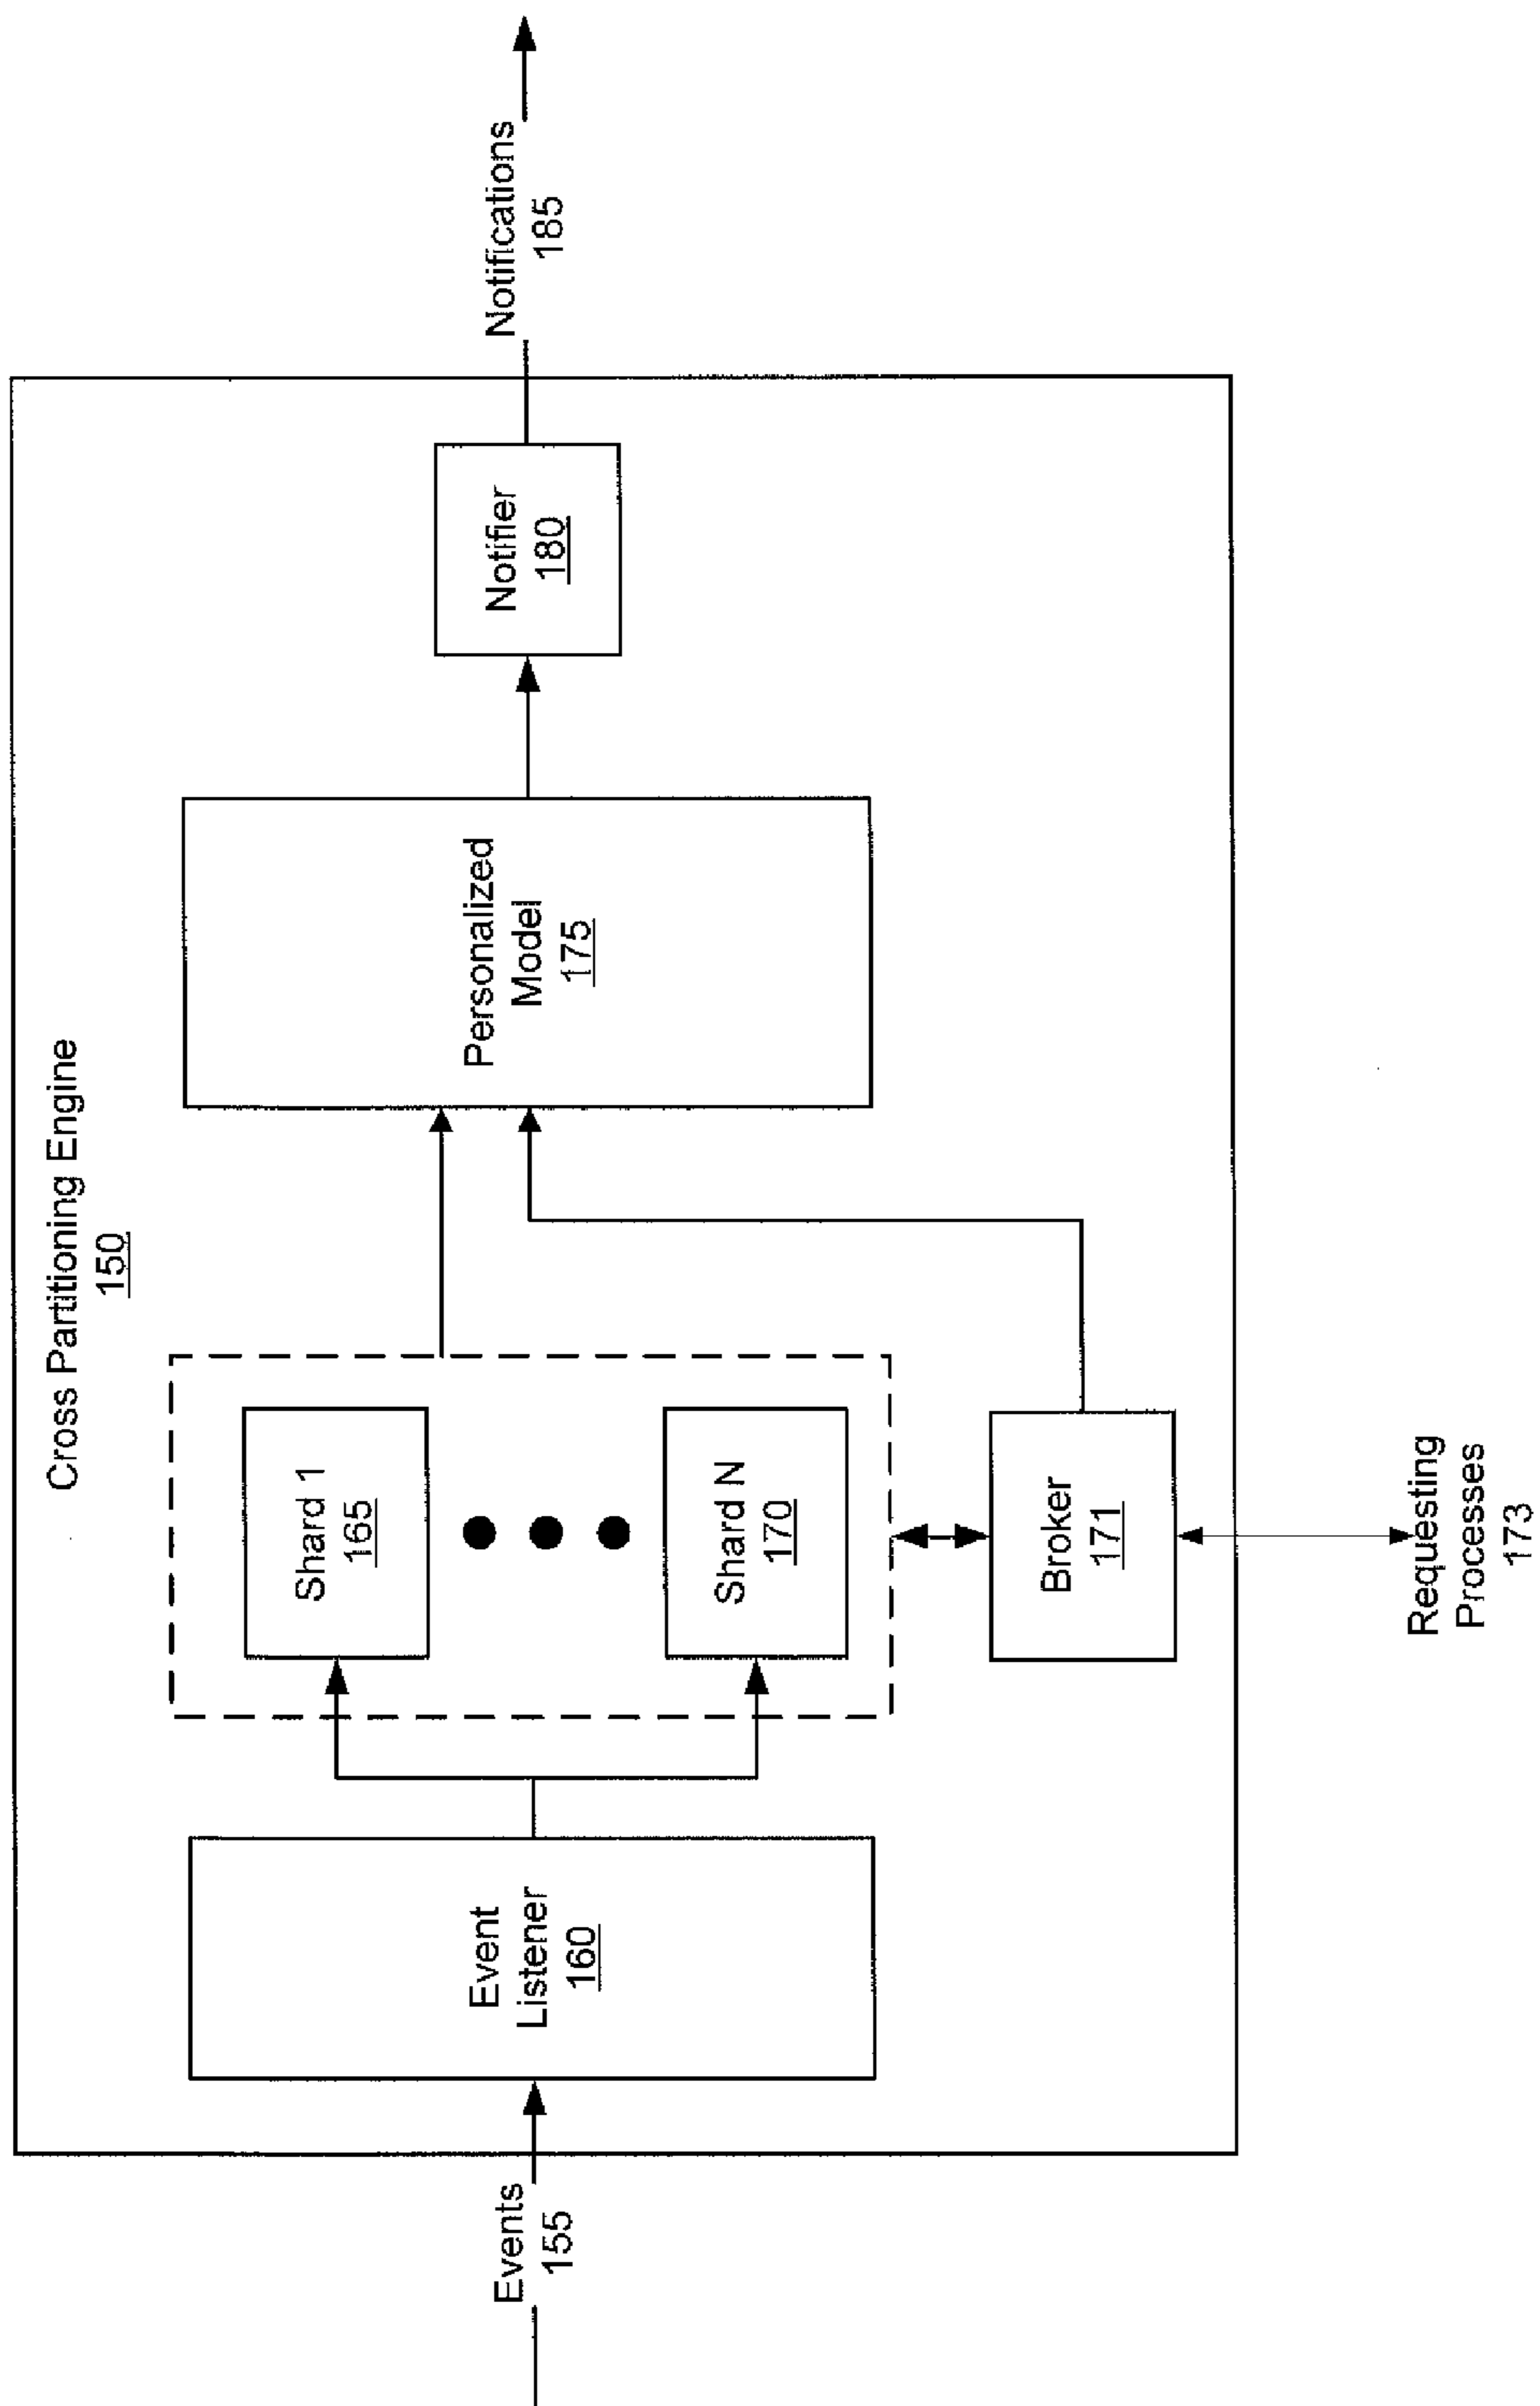 Cross Partitioning Engine
150
Events
155
Event
Listener
160
Shard 1
165
Shard N
170
Broker
171
Requesting
Processes
173
Personalized
Model
175
Notifier
180
Notifications
185